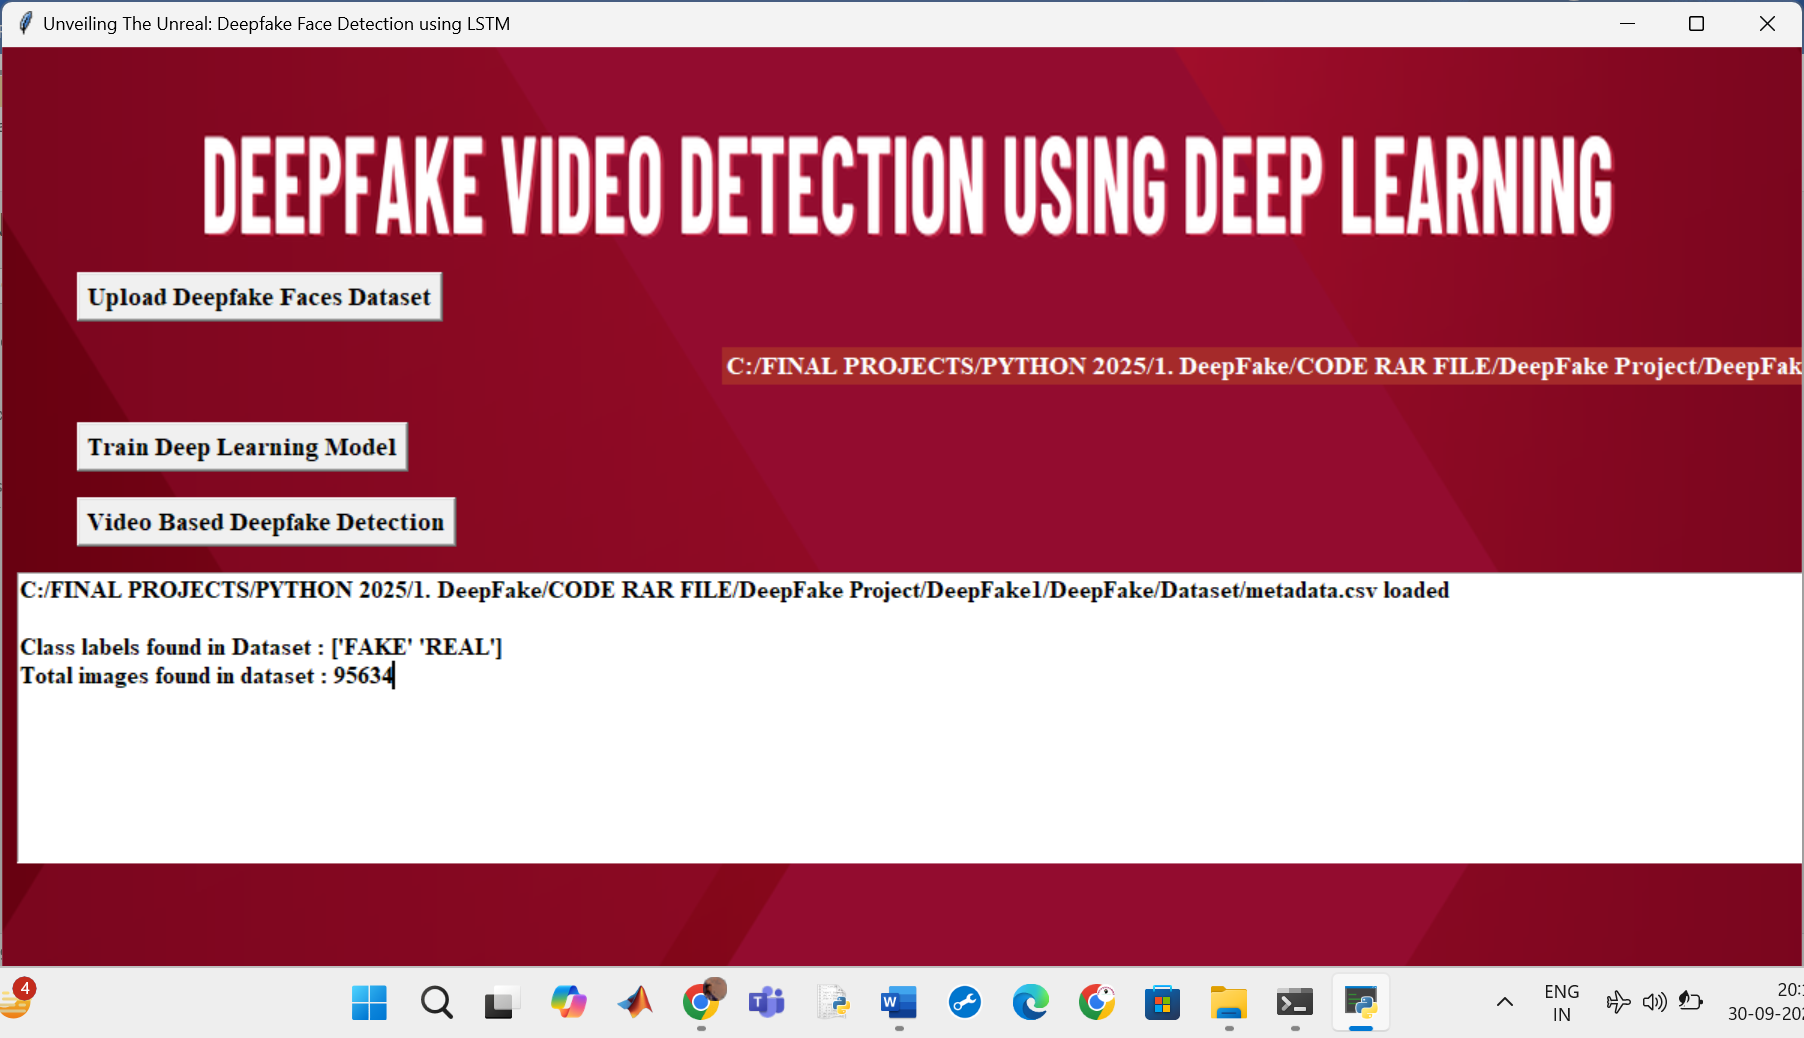 Unveiling The Unreal: Deepfake Face Detection using LSTM
DEEPFAKE VIDEO DETECTION USING DEEP LEARNING
Upload Deepfake Faces Dataset
C:/FINAL PROJECTS/PYTHON 2025/1. DeepFake/CODE RAR FILE/DeepFake Project/DeepFak
Train Deep Learning Model
Video Based Deepfake Detection
C:/FINAL PROJECTS/PYTHON 2025/1. DeepFake/CODE RAR FILE/DeepFake Project/DeepFake1/DeepFake/Dataset/metadata.csv loaded
Class labels found in Dataset : ['FAKE' 'REAL']
Total images found in dataset : 95634
4
T
W
ENG
IN
20:
30-09-202